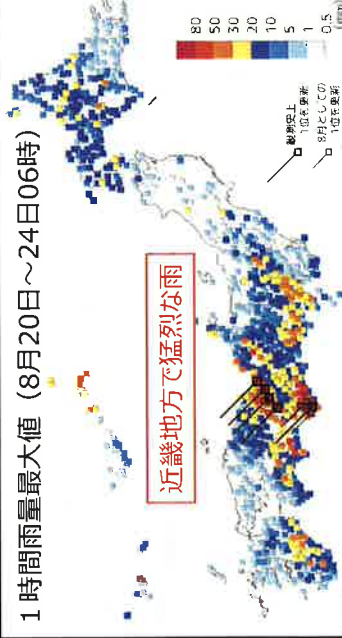 1時間雨量最大値（8月20日～24日06時）
近畿地方で猛烈な雨
80
50
30
20
10
5
1
0.5
(mm)
観測史上
1位を更新
8月としての
1位を更新